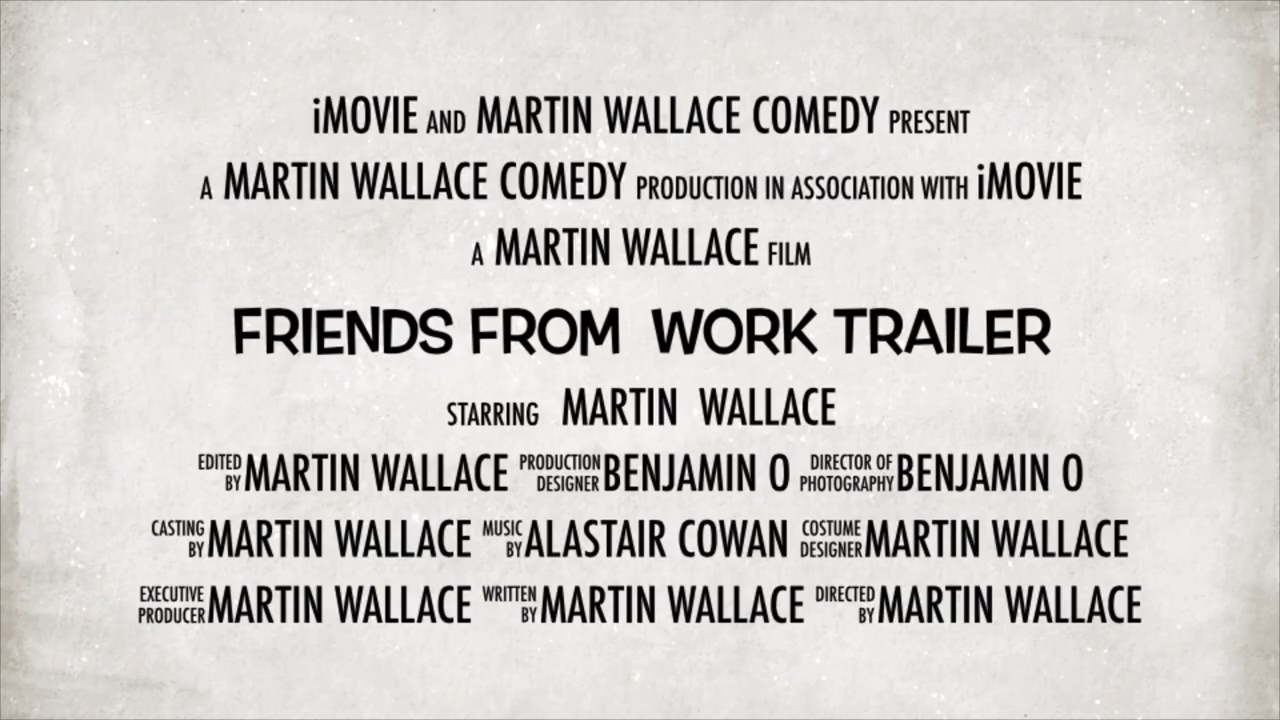 iMOVIE AND MARTIN WALLACE COMEDY PRESENT
A MARTIN WALLACE COMEDY PRODUCTION IN ASSOCIATION WITH iMOVIE
A MARTIN WALLACE FILM
FRIENDS FROM WORK TRAILER
STARRING MARTIN WALLACE
EDITED BY MARTIN WALLACE PRODUCTION DESIGNER BENJAMIN O DIRECTOR OF PHOTOGRAPHY BENJAMIN O
CASTING BY MARTIN WALLACE MUSIC BY ALASTAIR COWAN COSTUME DESIGNER MARTIN WALLACE
EXECUTIVE PRODUCER MARTIN WALLACE WRITTEN BY MARTIN WALLACE DIRECTED BY MARTIN WALLACE